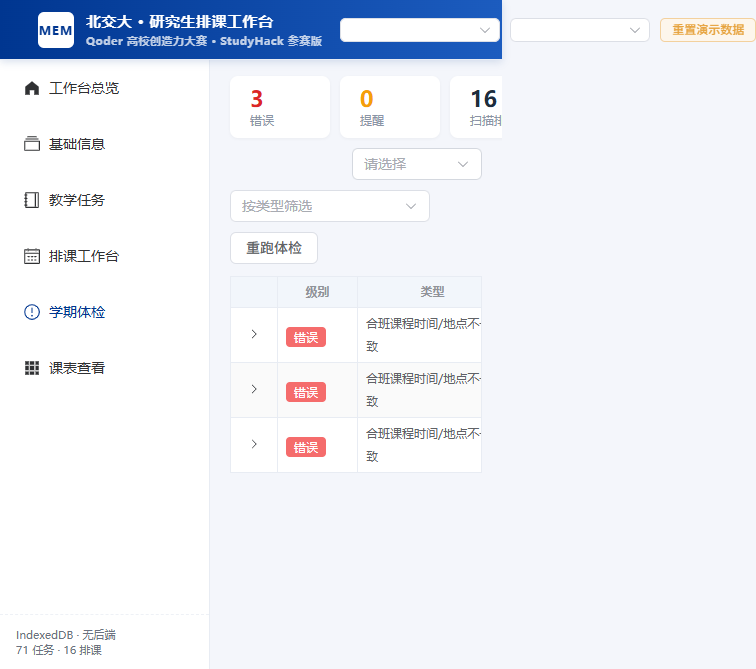 MEM
北交大 • 研究生排课工作台
Qoder 高校创造力大赛 • StudyHack 参赛版
重置演示数据
工作台总览
基础信息
教学任务
排课工作台
学期体检
课表查看
3
错误
0
提醒
16
扫描排
请选择
按类型筛选
重跑体检
级别
类型
错误
合班课程时间/地点不一
致
错误
合班课程时间/地点不一
致
错误
合班课程时间/地点不一
致
IndexedDB · 无后端
71 任务 · 16 排课